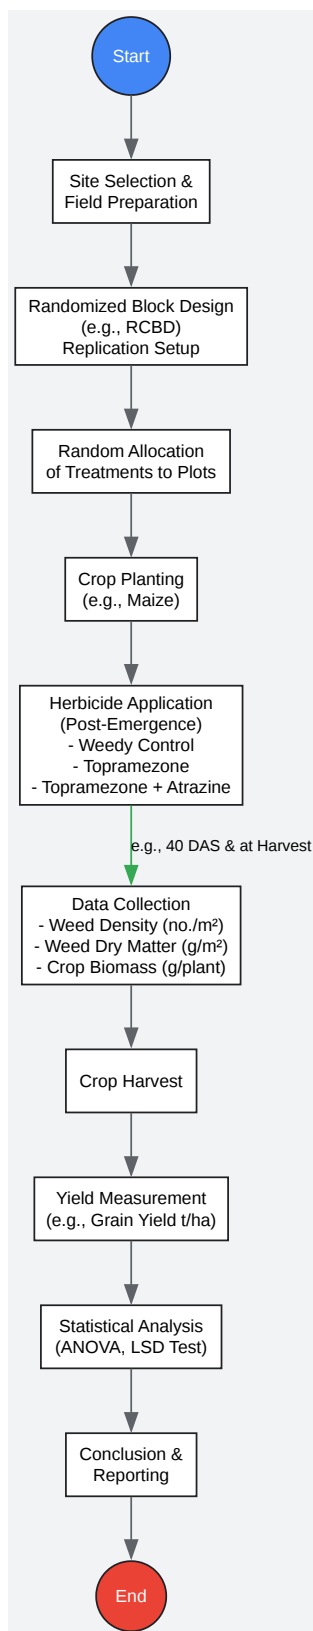 Start
Site Selection &
Field Preparation
Randomized Block Design
(e.g., RCBD)
Replication Setup
Random Allocation
of Treatments to Plots
Crop Planting
(e.g., Maize)
Herbicide Application
(Post-Emergence)
- Weedy Control
- Topramezone
- Topramezone + Atrazine
e.g., 40 DAS & at Harvest
Data Collection
- Weed Density (no./m²)
- Weed Dry Matter (g/m²)
- Crop Biomass (g/plant)
Crop Harvest
Yield Measurement
(e.g., Grain Yield t/ha)
Statistical Analysis
(ANOVA, LSD Test)
Conclusion &
Reporting
End